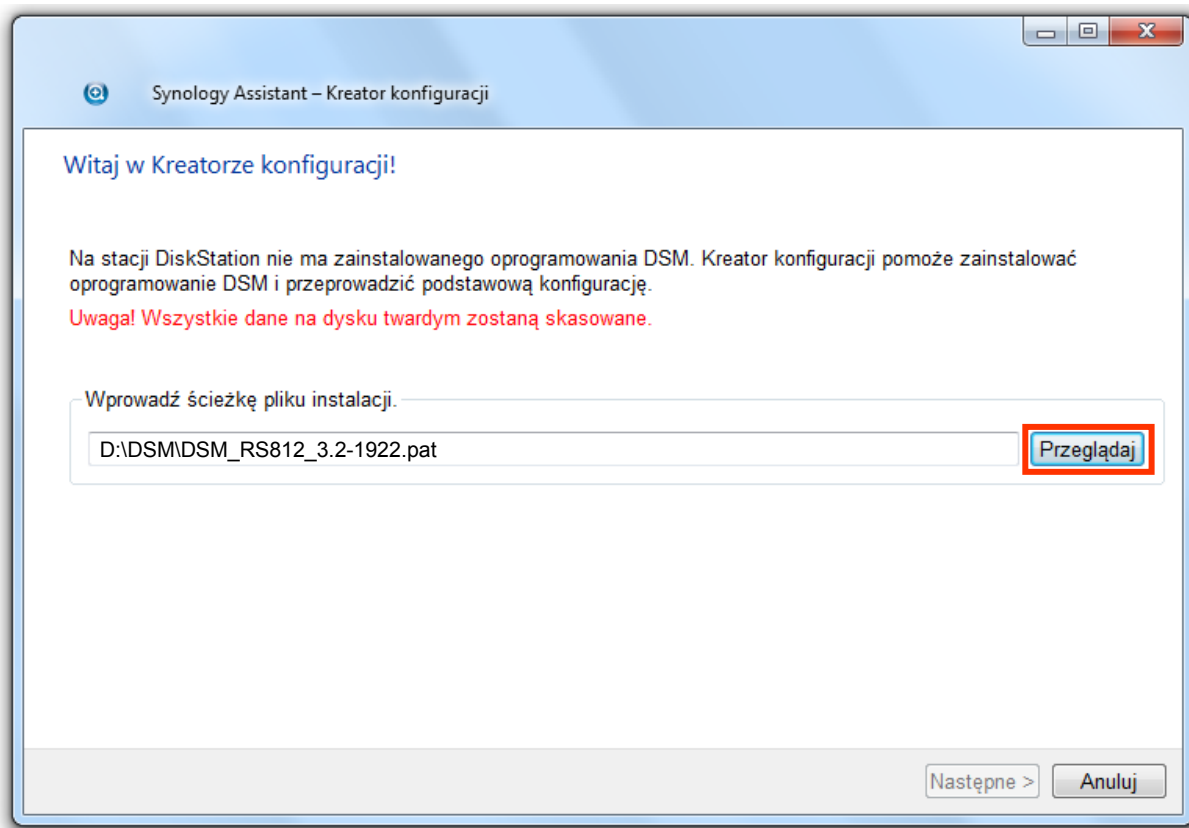 Synology Assistant – Kreator konfiguracji
Witaj w Kreatorze konfiguracji!
Na stacji DiskStation nie ma zainstalowanego oprogramowania DSM. Kreator konfiguracji pomoże zainstalować
oprogramowanie DSM i przeprowadzić podstawową konfigurację.
Uwaga! Wszystkie dane na dysku twardym zostaną skasowane.
Wprowadź ścieżkę pliku instalacji.
D:\DSM\DSM_RS812_3.2-1922.pat
Przeglądaj
Następne >
Anuluj